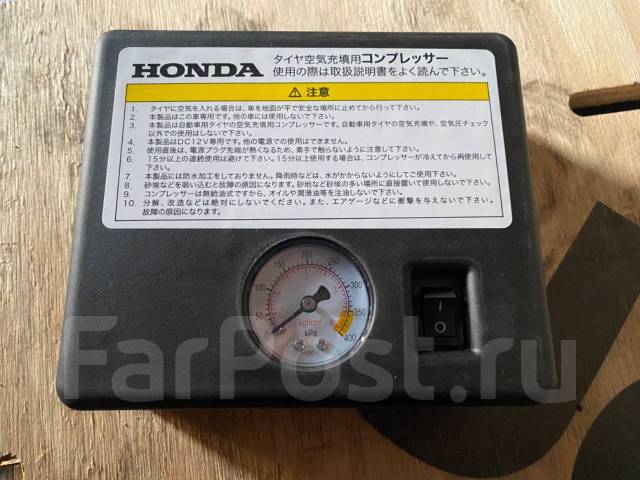 HONDA
タイヤ空気充填用コンプレッサー
使用の際は取扱説明書をよく読んで下さい。
⚠ 注意
1. タイヤに空気を入れる場合は、車を地面が平で安全な場所に止めてから行って下さい。
2. 本製品はこの車専用です。他の車には使用しないで下さい。
3. 本製品は自動車用タイヤの空気充填用コンプレッサーです。自動車用タイヤの空気充填や、空気圧チェック
以外での使用はしないで下さい。
4. 本製品はDC12V専用です。他の電源での使用はできません。
5. 使用直後は、電源プラグ先端が熱くなるため、素手で触らないように注意して下さい。
6. 15分以上の連続使用は避けて下さい。15分以上使用する場合は、コンプレッサーが冷えてから再使用して
下さい。
7. 本製品には防水加工をしておりません。降雨時などは、水がかからないようにしてご使用下さい。
8. 砂埃などを吸い込むと故障の原因になります。砂地など砂埃の多い場所に直接置いて使用しないで下さい。
9. コンプレッサーは無給油式ですから、オイルや潤滑油等を注油しないで下さい。
10. 分解、改造などは絶対にしないでください。また、エアゲージなどに衝撃を与えないで下さい。
故障の原因になります。
0 50 100 150 200 250 300 350 400
kgf/cm²
kPa
I
O
FarPost.ru